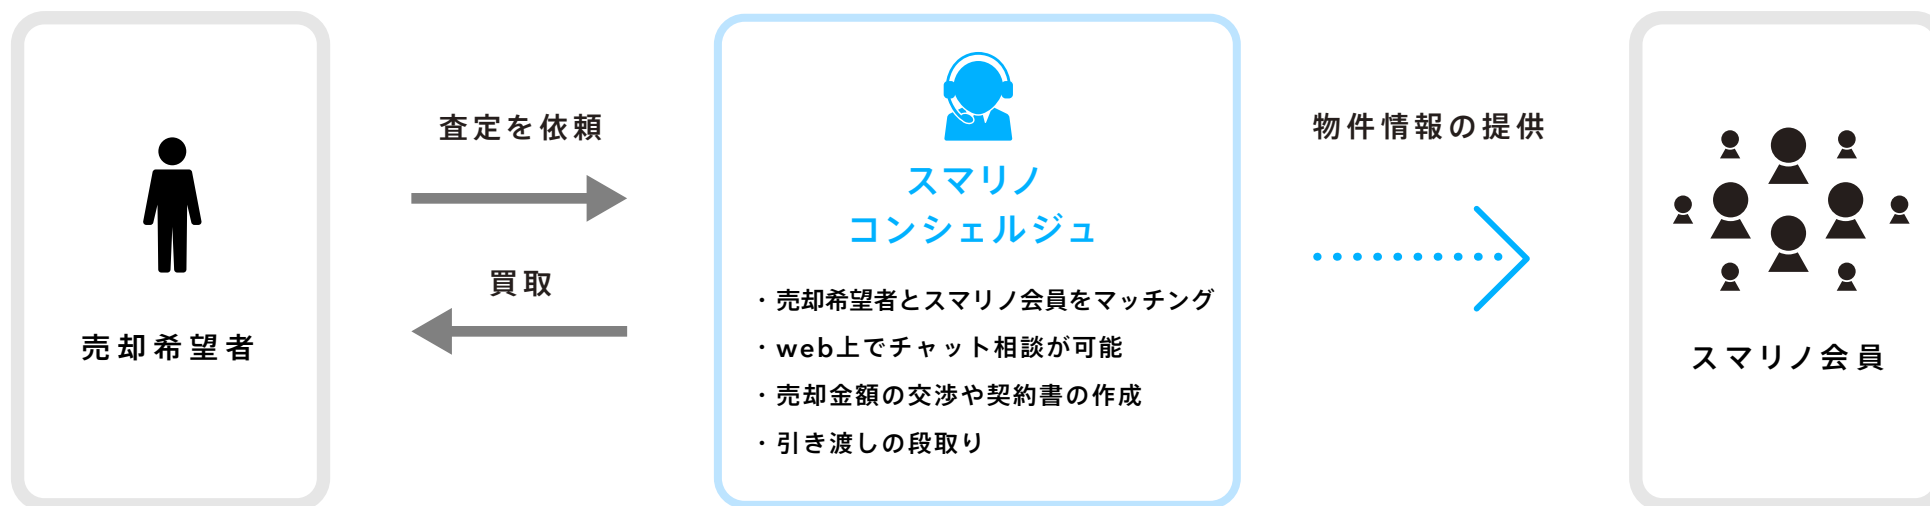 売却希望者
査定を依頼
買取
スマリノ
コンシェルジュ
・売却希望者とスマリノ会員をマッチング
・web上でチャット相談が可能
・売却金額の交渉や契約書の作成
・引き渡しの段取り
物件情報の提供
スマリノ会員